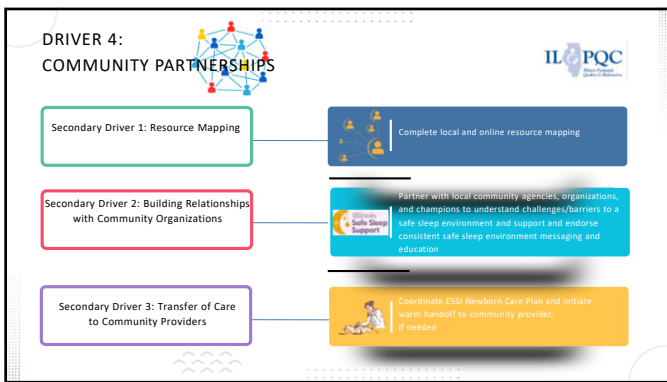 DRIVER 4:
COMMUNITY PARTNERSHIPS
IL PQC
Illinois Perinatal
Quality Collaborative
Secondary Driver 1: Resource Mapping
Complete local and online resource mapping
Secondary Driver 2: Building Relationships
with Community Organizations
Illinois
Safe Sleep
Support
Partner with local community agencies, organizations,
and champions to understand challenges/barriers to a
safe sleep environment and support and endorse
consistent safe sleep environment messaging and
education
Secondary Driver 3: Transfer of Care
to Community Providers
Coordinate ESSI Newborn Care Plan and initiate
warm handoff to community provider,
if needed